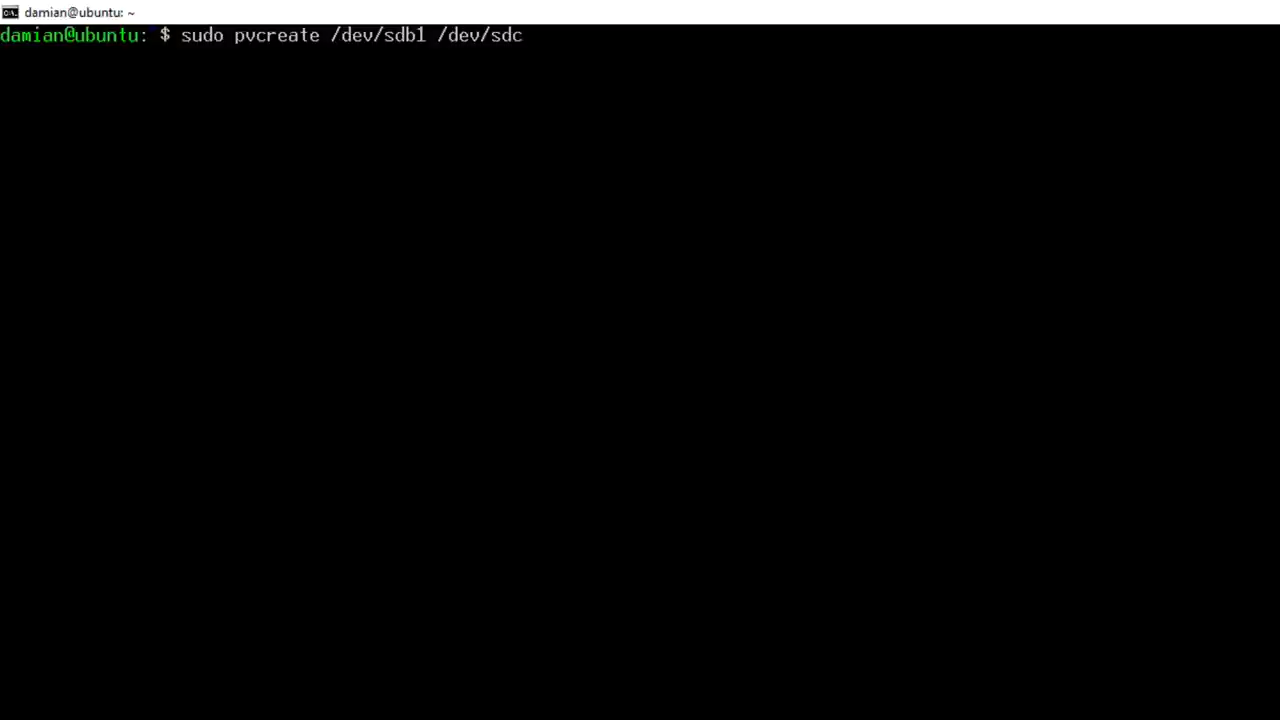 damian@ubuntu: ~
damian@ubuntu: $ sudo pvcreate /dev/sdb1 /dev/sdc